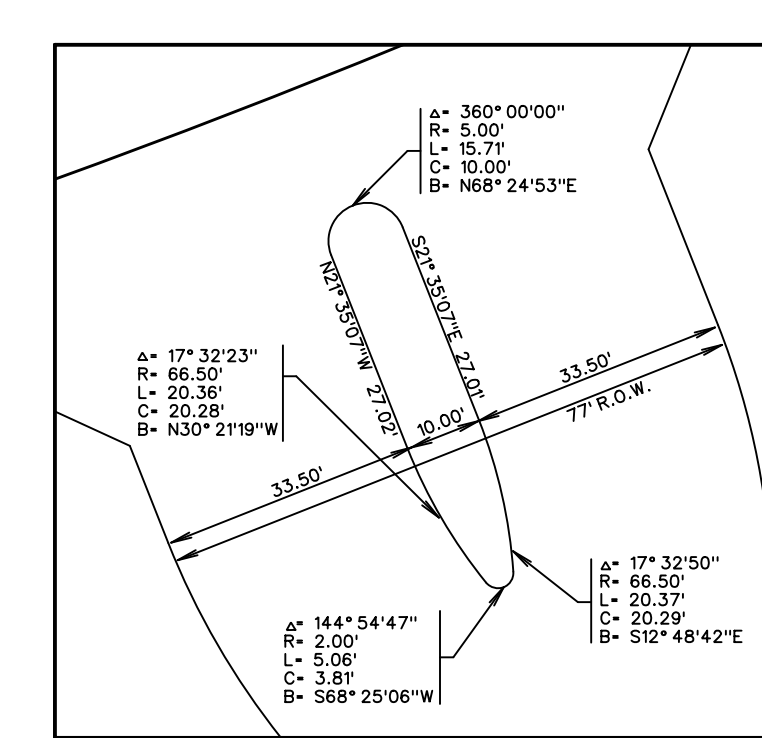 Δ= 360°00'00"
R= 5.00'
L= 15.71'
C= 10.00'
B= N68°24'53"E
S21°35'07"E 27.01'
N21°35'07"W 27.02'
Δ= 17°32'23"
R= 66.50'
L= 20.36'
C= 20.28'
B= N30°21'19"W
33.50'
10.00'
33.50'
77' R.O.W.
Δ= 17°32'50"
R= 66.50'
L= 20.37'
C= 20.29'
B= S12°48'42"E
Δ= 144°54'47"
R= 2.00'
L= 5.06'
C= 3.81'
B= S68°25'06"W